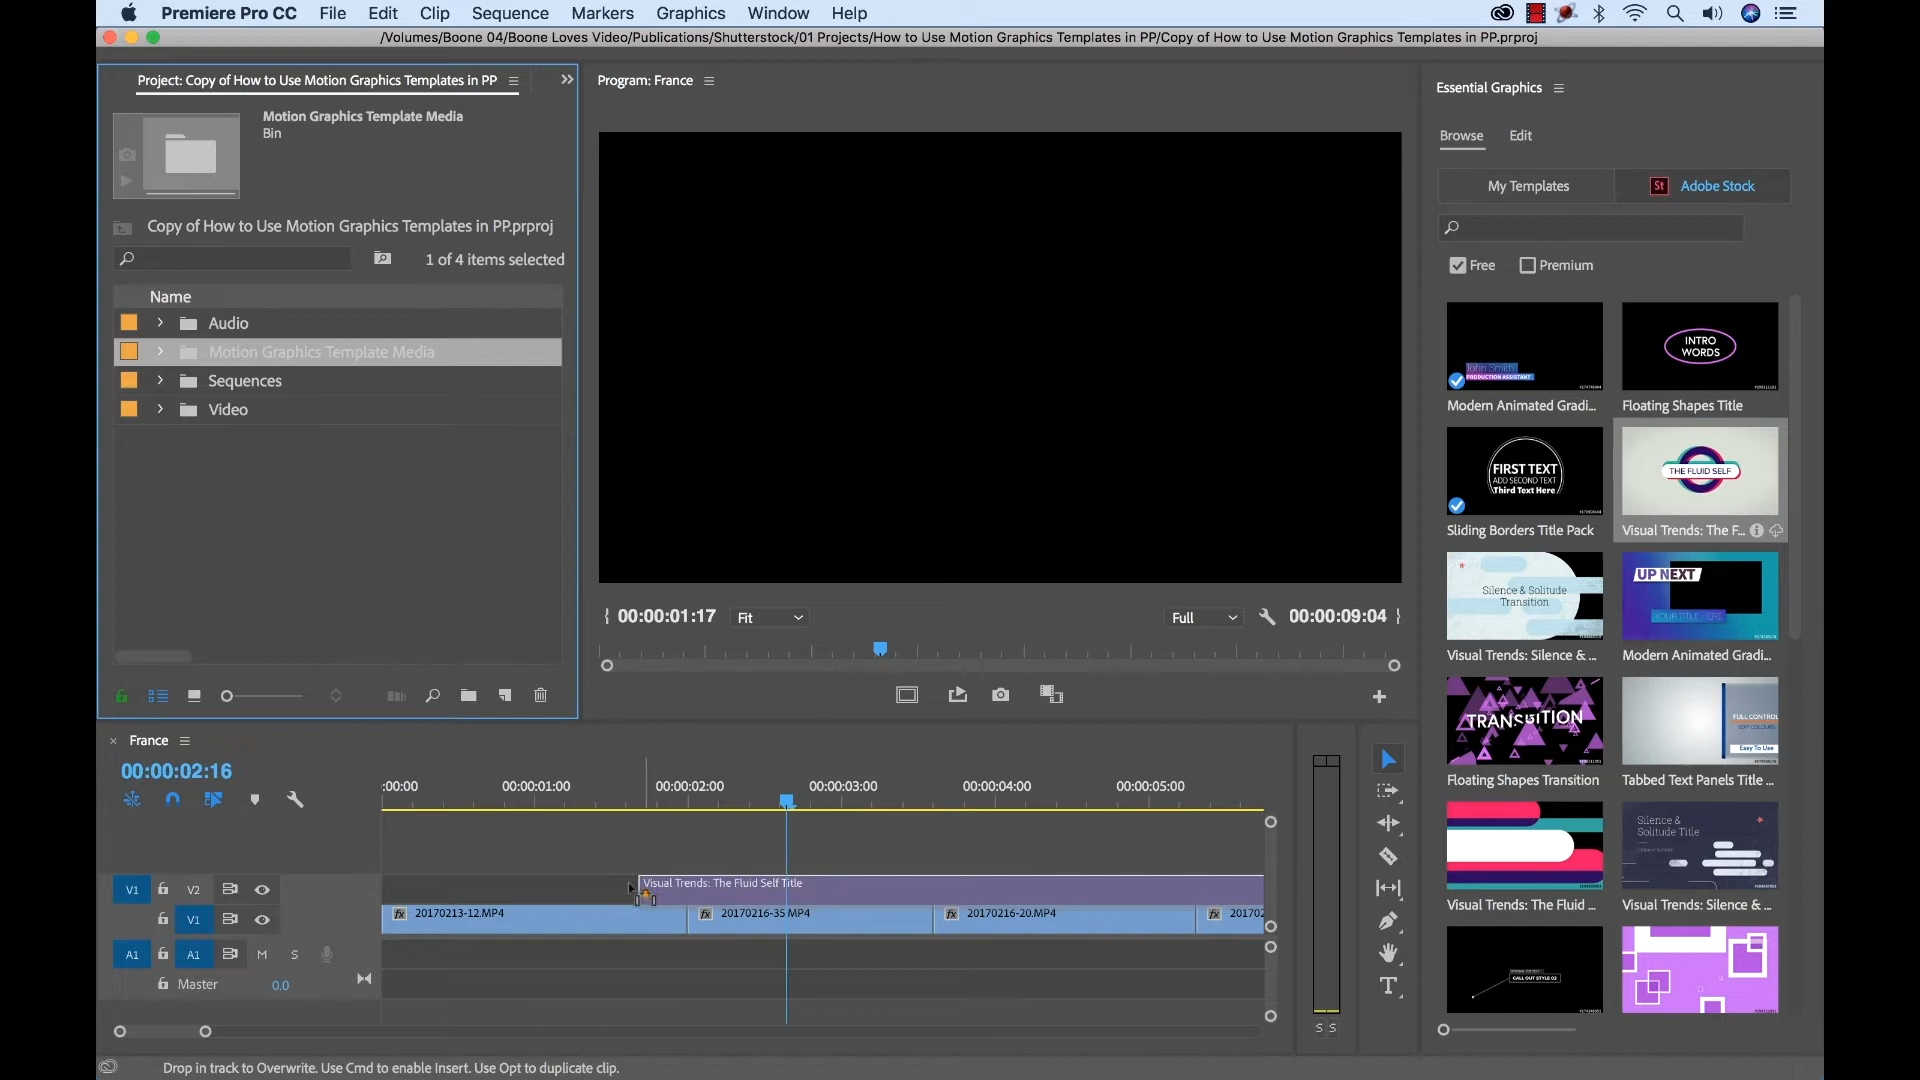 Premiere Pro CC File Edit Clip Sequence Markers Graphics Window Help
/Volumes/Boone 04/Boone Loves Video/Publications/Shutterstock/01 Projects/How to Use Motion Graphics Templates in PP/Copy of How to Use Motion Graphics Templates in PP.prproj
Project: Copy of How to Use Motion Graphics Templates in PP
Motion Graphics Template Media
Bin
Copy of How to Use Motion Graphics Templates in PP.prproj
1 of 4 items selected
Name
Audio
Motion Graphics Template Media
Sequences
Video
Program: France
00:00:01:17 Fit Full 00:00:09:04
Essential Graphics
Browse Edit
My Templates St Adobe Stock
Free Premium
John Smith
PRODUCTION ASSISTANT
Modern Animated Gradi...
INTRO
WORDS
Floating Shapes Title
FIRST TEXT
ADD SECOND TEXT
Third Text Here
Sliding Borders Title Pack
THE FLUID SELF
Visual Trends: The F...
Silence & Solitude
Transition
Visual Trends: Silence & ...
UP NEXT
YOUR TITLE HERE
Modern Animated Gradi...
TRANSITION
Floating Shapes Transition
FULL CONTROL
Easy To Use
Tabbed Text Panels Title ...
Visual Trends: The Fluid ...
Silence &
Solitude Title
Visual Trends: Silence & ...
CALL OUT STYLE 02
France
00:00:02:16
:00:00 00:00:01:00 00:00:02:00 00:00:03:00 00:00:04:00 00:00:05:00
V1 V2
Visual Trends: The Fluid Self Title
V1
fx 20170213-12.MP4 fx 20170216-35.MP4 fx 20170216-20.MP4 fx 201702
A1 A1 M S
Master 0.0
S S
Drop in track to Overwrite. Use Cmd to enable Insert. Use Opt to duplicate clip.